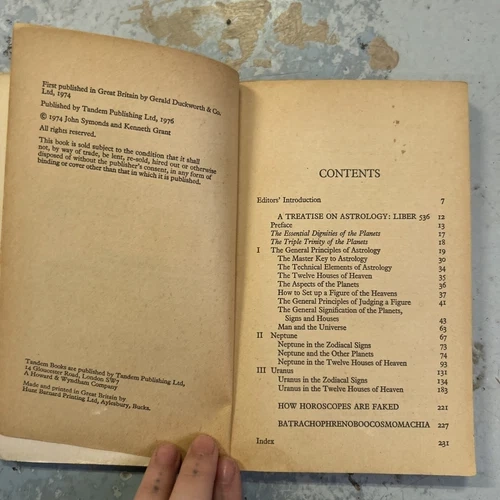 First published in Great Britain by Gerald Duckworth & Co.
Ltd, 1974
Published by Tandem Publishing Ltd, 1976
© 1974 John Symonds and Kenneth Grant
All rights reserved.
This book is sold subject to the condition that it shall
not, by way of trade, be lent, re-sold, hired out or otherwise
disposed of without the publisher's consent, in any form of
binding or cover other than that in which it is published.
Tandem Books are published by Tandem Publishing Ltd,
14 Gloucester Road, London SW7
A Howard & Wyndham Company
Made and printed in Great Britain by
Hunt Barnard Printing Ltd, Aylesbury, Bucks.
CONTENTS
Editors' Introduction 7
A TREATISE ON ASTROLOGY: LIBER 536 12
Preface 13
The Essential Dignities of the Planets 17
The Triple Trinity of the Planets 18
I The General Principles of Astrology 19
The Master Key to Astrology 30
The Technical Elements of Astrology 34
The Twelve Houses of Heaven 35
The Aspects of the Planets 36
How to Set up a Figure of the Heavens 37
The General Principles of Judging a Figure 41
The General Signification of the Planets,
Signs and Houses 43
Man and the Universe 63
II Neptune 67
Neptune in the Zodiacal Signs 73
Neptune and the Other Planets 74
Neptune in the Twelve Houses of Heaven 93
III Uranus 131
Uranus in the Zodiacal Signs 134
Uranus in the Twelve Houses of Heaven 183
HOW HOROSCOPES ARE FAKED 221
BATRACHOPHRENOBOOCOSMOMACHIA 227
Index 231